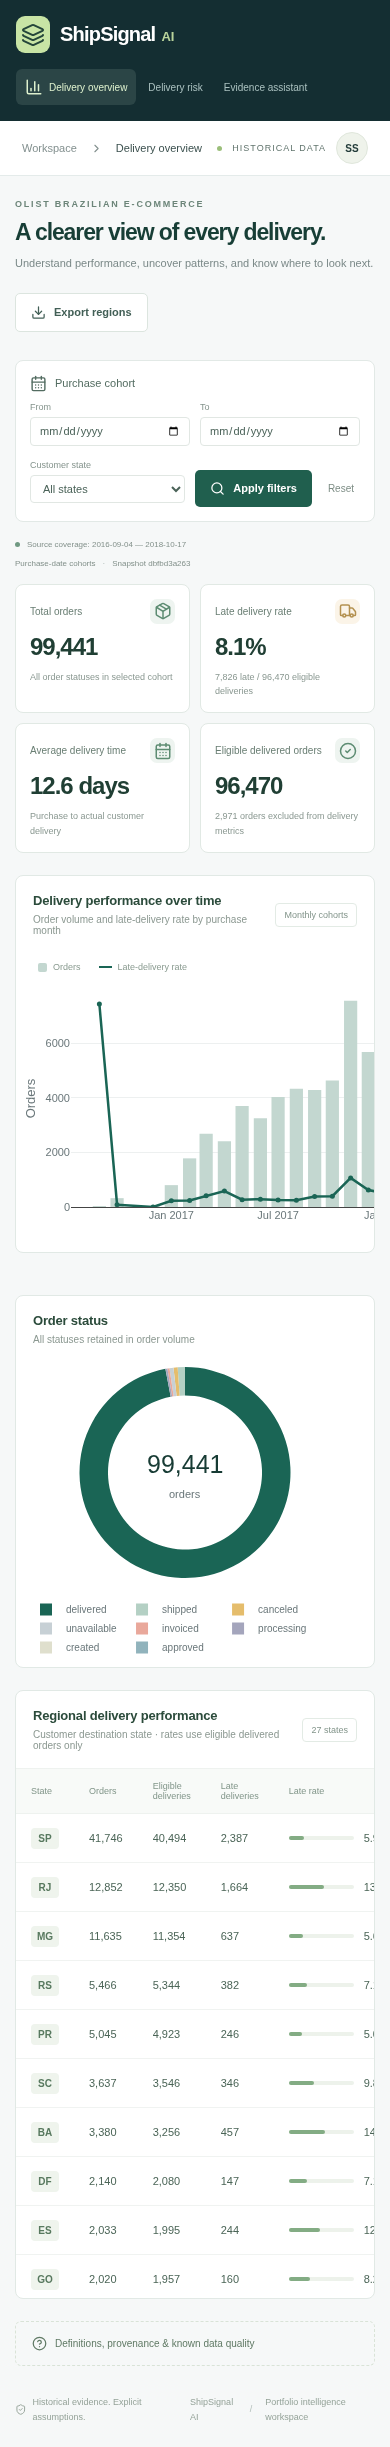 ShipSignal AI
Delivery overview
Delivery risk
Evidence assistant
Workspace
Delivery overview
HISTORICAL DATA
SS
OLIST BRAZILIAN E-COMMERCE
A clearer view of every delivery.
Understand performance, uncover patterns, and know where to look next.
Export regions
Purchase cohort
From
To
mm/dd/yyyy
mm/dd/yyyy
Customer state
All states
Apply filters
Reset
Source coverage: 2016-09-04 — 2018-10-17
Purchase-date cohorts · Snapshot dbfbd3a263
Total orders
99,441
All order statuses in selected cohort
Late delivery rate
8.1%
7,826 late / 96,470 eligible
deliveries
Average delivery time
12.6 days
Purchase to actual customer
delivery
Eligible delivered orders
96,470
2,971 orders excluded from delivery
metrics
Delivery performance over time
Order volume and late-delivery rate by purchase
month
Monthly cohorts
Orders
Late-delivery rate
Orders
6000
4000
2000
0
Jan 2017
Jul 2017
Ja
Order status
All statuses retained in order volume
99,441
orders
delivered
shipped
canceled
unavailable
invoiced
processing
created
approved
Regional delivery performance
Customer destination state · rates use eligible delivered
orders only
27 states
State
Orders
Eligible
deliveries
Late
deliveries
Late rate
SP 41,746 40,494 2,387
RJ 12,852 12,350 1,664 13
MG 11,635 11,354 637
RS 5,466 5,344 382 7.
PR 5,045 4,923 246
SC 3,637 3,546 346
BA 3,380 3,256 457 14
DF 2,140 2,080 147 7.
ES 2,033 1,995 244 12
GO 2,020 1,957 160
Definitions, provenance & known data quality
Historical evidence. Explicit
assumptions.
ShipSignal
AI
/
Portfolio intelligence
workspace